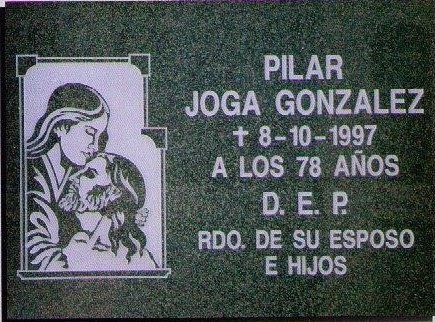 PILAR
JOGA GONZALEZ
† 8-10-1997
A LOS 78 AÑOS
D. E. P.
RDO. DE SU ESPOSO
E HIJOS